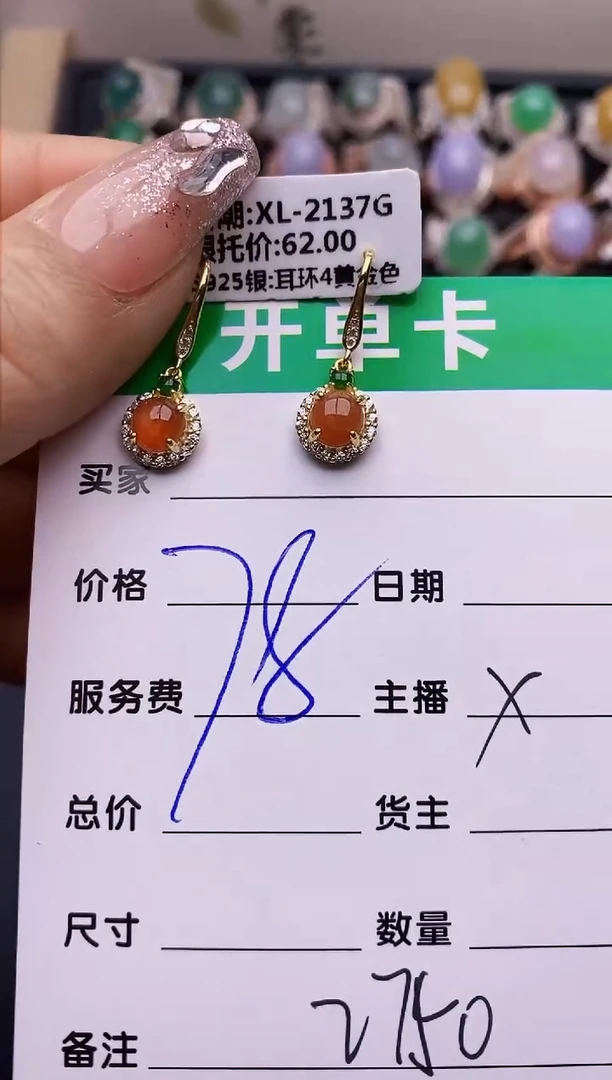 潮:XL-2137G
银托价:62.00
S925银:耳环4黄金色
开单卡
买家
价格 78 日期
服务费 主播 X
总价 货主
尺寸 数量
备注 2750